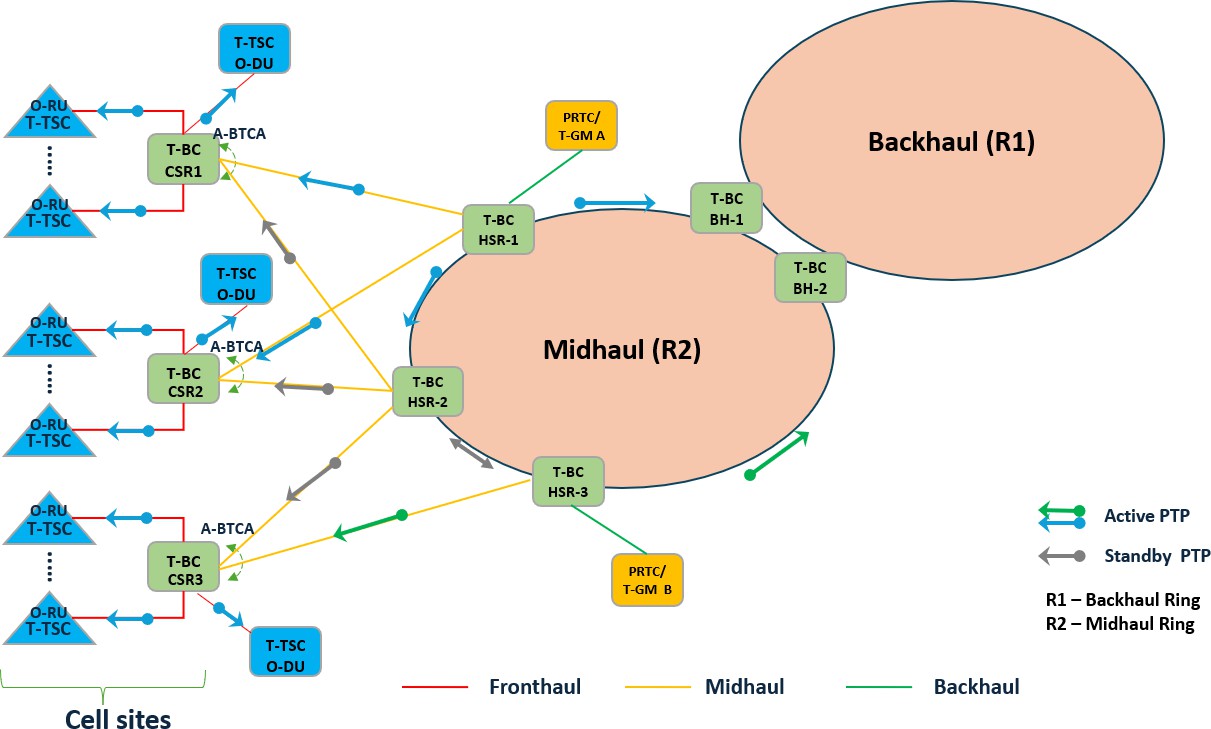 T-TSC
O-DU
O-RU
T-TSC
A-BTCA
T-BC
CSR1
O-RU
T-TSC
PRTC/
T-GM A
Backhaul (R1)
T-BC
BH-1
T-BC
HSR-1
T-BC
BH-2
T-TSC
O-DU
O-RU
T-TSC
A-BTCA
T-BC
CSR2
Midhaul (R2)
T-BC
HSR-2
O-RU
T-TSC
T-BC
HSR-3
O-RU
T-TSC
A-BTCA
T-BC
CSR3
PRTC/
T-GM B
O-RU
T-TSC
T-TSC
O-DU
Active PTP
Standby PTP
R1 – Backhaul Ring
R2 – Midhaul Ring
Fronthaul
Midhaul
Backhaul
Cell sites